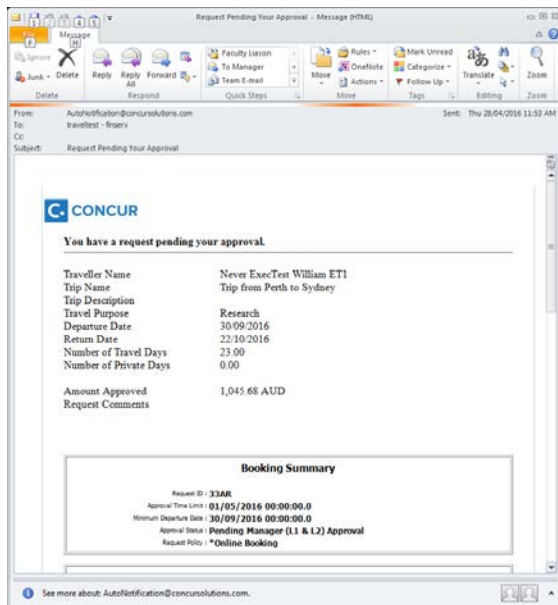 Request Pending Your Approval - Message (HTML)
File
Message
Ignore
Junk
Delete
Reply
Reply All
Forward
Faculty Liason
To Manager
Team E-mail
Move
Rules
OneNote
Actions
Mark Unread
Categorize
Follow Up
Translate
Zoom
Delete
Respond
Quick Steps
Move
Tags
Editing
Zoom
From: AutoNotification@concursolutions.com
Sent: Thu 28/04/2016 11:53 AM
To: traveltest - finserv
Cc:
Subject: Request Pending Your Approval
C. CONCUR
You have a request pending your approval.
Traveller Name Never ExecTest William ET1
Trip Name Trip from Perth to Sydney
Trip Description
Travel Purpose Research
Departure Date 30/09/2016
Return Date 22/10/2016
Number of Travel Days 23.00
Number of Private Days 0.00
Amount Approved 1,045.68 AUD
Request Comments
Booking Summary
Request ID : 33AR
Approval Time Limit : 01/05/2016 00:00:00.0
Minimum Departure Date : 30/09/2016 00:00:00.0
Approval Status : Pending Manager (L1 & L2) Approval
Request Policy : *Online Booking
See more about: AutoNotification@concursolutions.com.